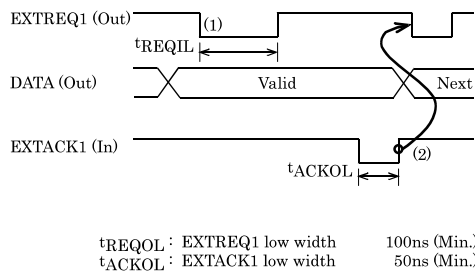 EXTREQ1 (Out)
(1)
tREQIL
DATA (Out)
Valid
Next
EXTACK1 (In)
(2)
tACKOL
tREQOL : EXTREQ1 low width 100ns (Min.)
tACKOL : EXTACK1 low width 50ns (Min.)